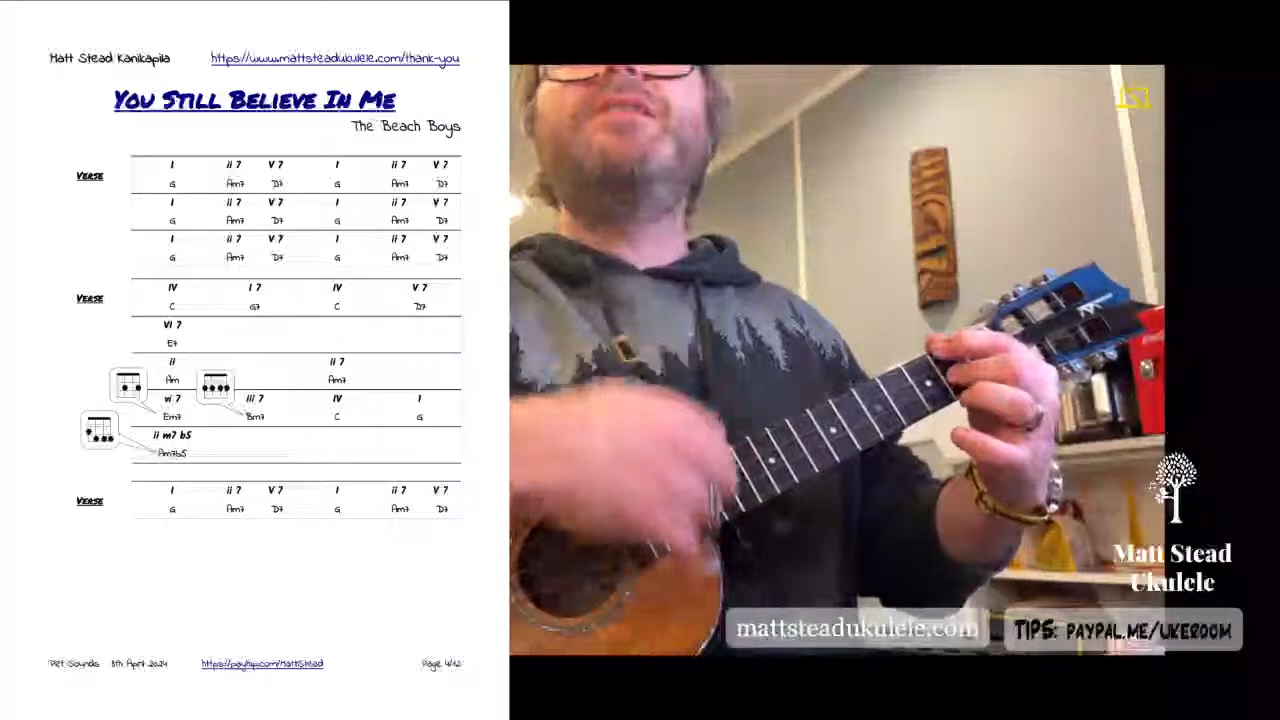 Matt Stead Kanikapila https://www.mattsteadukulele.com/thank-you
You Still Believe In Me
The Beach Boys
Verse
I ii 7 V 7 I ii 7 V 7
G Am7 D7 G Am7 D7
I ii 7 V 7 I ii 7 V 7
G Am7 D7 G Am7 D7
I ii 7 V 7 I ii 7 V 7
G Am7 D7 G Am7 D7
Verse
IV I 7 IV V 7
C G7 C D7
VI 7
E7
ii ii 7
Am Am7
vi 7 iii 7 IV I
Em7 Bm7 C G
ii m7 b5
Am7b5
Verse
I ii 7 V 7 I ii 7 V 7
G Am7 D7 G Am7 D7
Pet Sounds 8th April 2024 https://payhip.com/MattStead Page 4/12
Matt Stead
Ukulele
mattsteadukulele.com
TIPS: PAYPAL.ME/UKEROOM